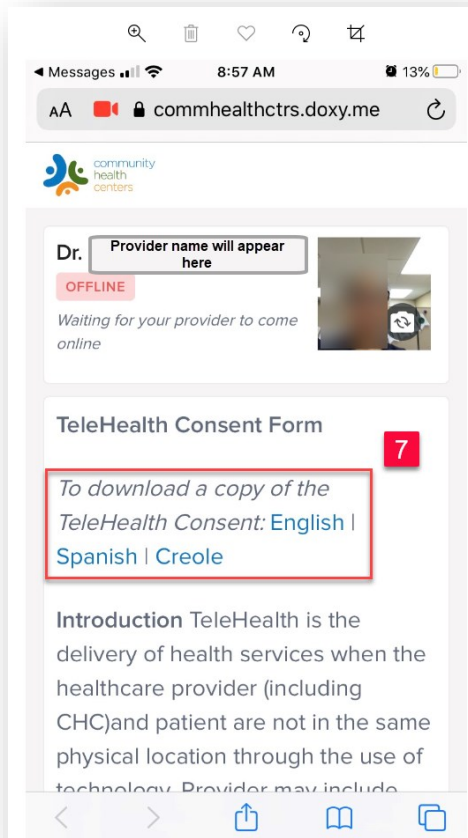 Messages 8:57 AM 13%
AA commhealthctrs.doxy.me
community
health
centers
Dr. Provider name will appear
here
OFFLINE
Waiting for your provider to come
online
TeleHealth Consent Form
7
To download a copy of the
TeleHealth Consent: English |
Spanish | Creole
Introduction TeleHealth is the
delivery of health services when the
healthcare provider (including
CHC)and patient are not in the same
physical location through the use of
technology. Provider may include